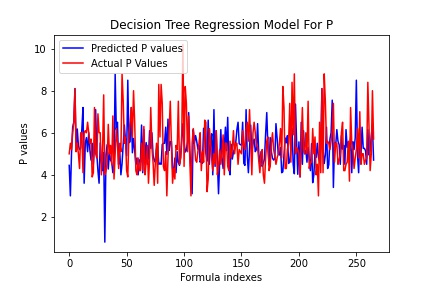 Decision Tree Regression Model For P
Predicted P values
Actual P Values
P values
10
8
6
4
2
0
50
100
150
200
250
Formula indexes